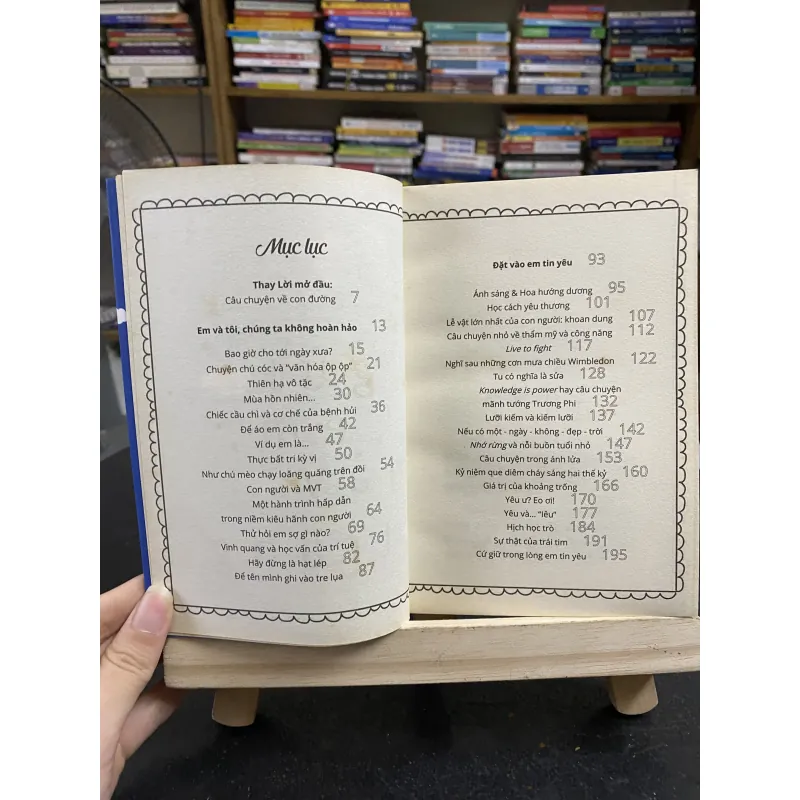 Mục lục
Thay Lời mở đầu:
Câu chuyện về con đường 7
Em và tôi, chúng ta không hoàn hảo 13
Bao giờ cho tới ngày xưa? 15
Chuyện chú cóc và "văn hóa ộp ộp" 21
Thiên hạ vô tặc 24
Mùa hồn nhiên... 30
Chiếc cầu chì và cơ chế của bệnh hủi 36
Để áo em còn trắng 42
Ví dụ em là... 47
Thực bất tri kỳ vị 50
Như chú mèo chạy loăng quăng trên đồi 54
Con người và MVT 58
Một hành trình hấp dẫn
trong niềm kiêu hãnh con người 64
Thử hỏi em sợ gì nào? 69
Vinh quang và học vấn của trí tuệ 76
Hãy đừng là hạt lép 82
Để tên mình ghi vào tre lụa 87
Đặt vào em tin yêu 93
Ánh sáng & Hoa hướng dương 95
Học cách yêu thương 101
Lễ vật lớn nhất của con người: khoan dung 107
Câu chuyện nhỏ về thẩm mỹ và công năng 112
Live to fight 117
Nghĩ sau những cơn mưa chiều Wimbledon 122
Tu có nghĩa là sửa 128
Knowledge is power hay câu chuyện
mãnh tướng Trương Phi 132
Lưỡi kiếm và kiếm lưỡi 137
Nếu có một - ngày - không - đẹp - trời 142
Nhớ rừng và nỗi buồn tuổi nhỏ 147
Câu chuyện trong ánh lửa 153
Kỷ niệm que diêm cháy sáng hai thế kỷ 160
Giá trị của khoảng trống 166
Yêu ư? Eo ơi! 170
Yêu và... "lêu" 177
Hịch học trò 184
Sự thật của trái tim 191
Cứ giữ trong lòng em tin yêu 195